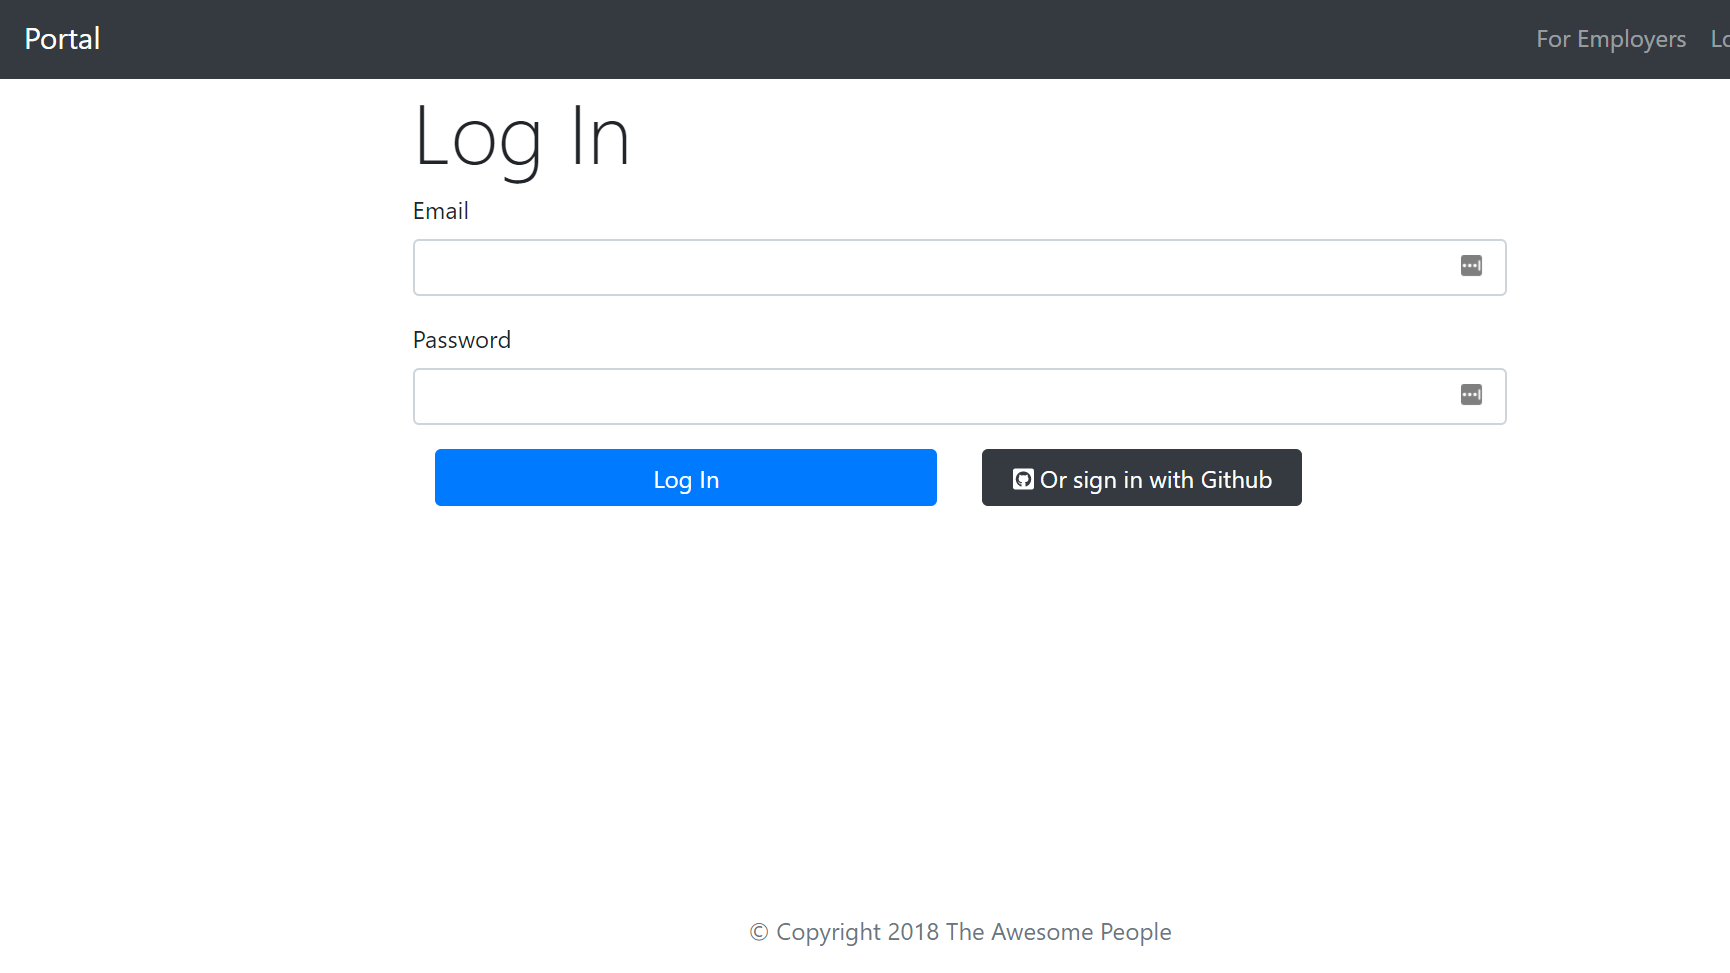 Portal For Employers
Log In
Email
Password
Log In Or sign in with Github
© Copyright 2018 The Awesome People